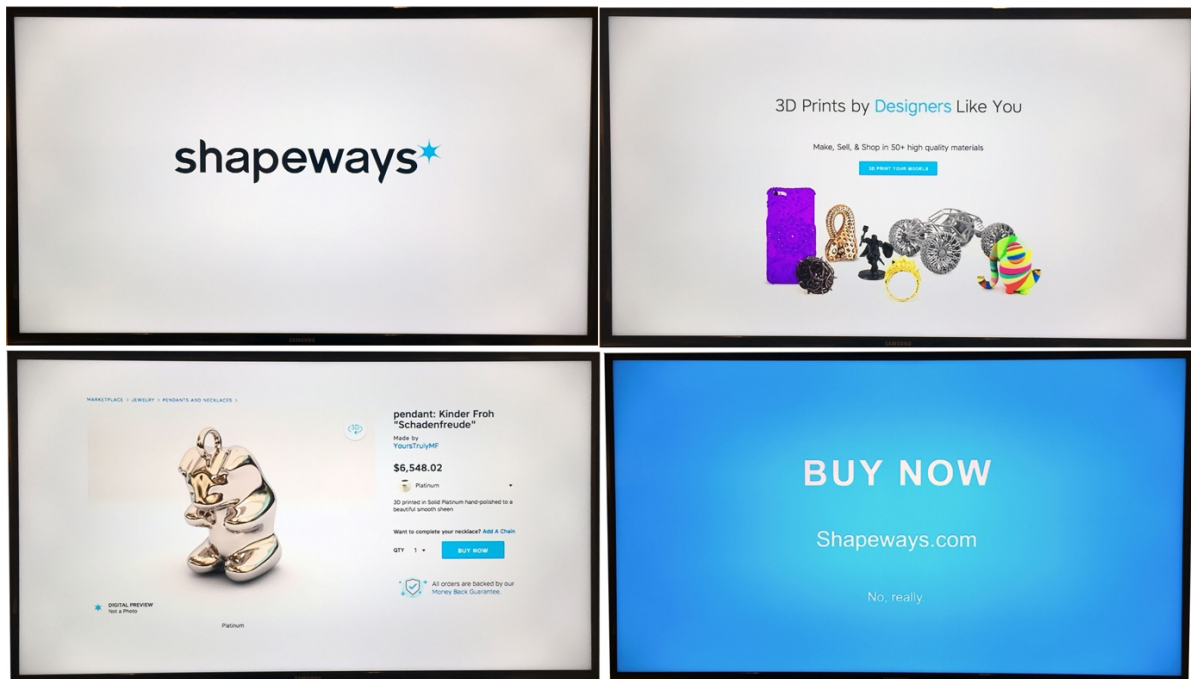 shapeways
SAMSUNG
3D Prints by Designers Like You
Make, Sell, & Shop in 50+ high quality materials
3D PRINT YOUR MODELS
SAMSUNG
MARKETPLACE > JEWELRY > PENDANTS AND NECKLACES >
3D
pendant: Kinder Froh
"Schadenfreude"
Made by
YoursTrulyMF
$6,548.02
Platinum
3D printed in Solid Platinum hand-polished to a
beautiful smooth sheen
Want to complete your necklace? Add A Chain
QTY 1 BUY NOW
All orders are backed by our
Money Back Guarantee.
DIGITAL PREVIEW
Not a Photo
Platinum
BUY NOW
Shapeways.com
No, really.